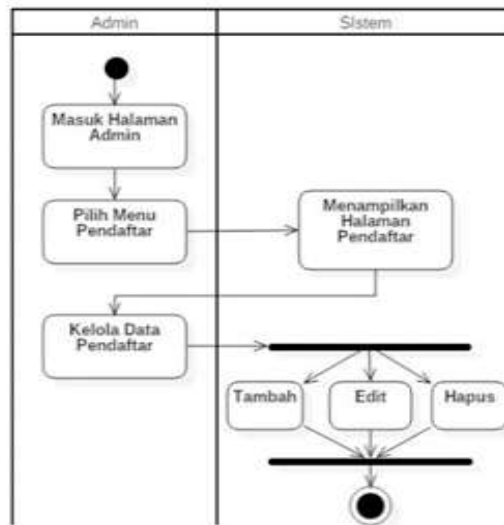 Admin
SIstem
Masuk Halaman
Admin
Pilih Menu
Pendaftar
Menampilkan
Halaman
Pendaftar
Kelola Data
Pendaftar
Tambah
Edit
Hapus